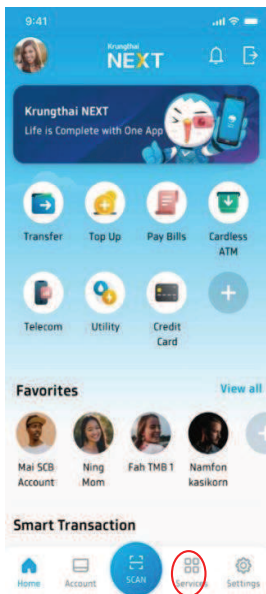 9:41
Krungthai
NEXT
Krungthai NEXT
Life is Complete with One App
Transfer
Top Up
Pay Bills
Cardless
ATM
Telecom
Utility
Credit
Card
Favorites
View all
Mai SCB
Account
Ning
Mom
Fah TMB 1
Namfon
kasikorn
Smart Transaction
Home
Account
SCAN
Services
Settings